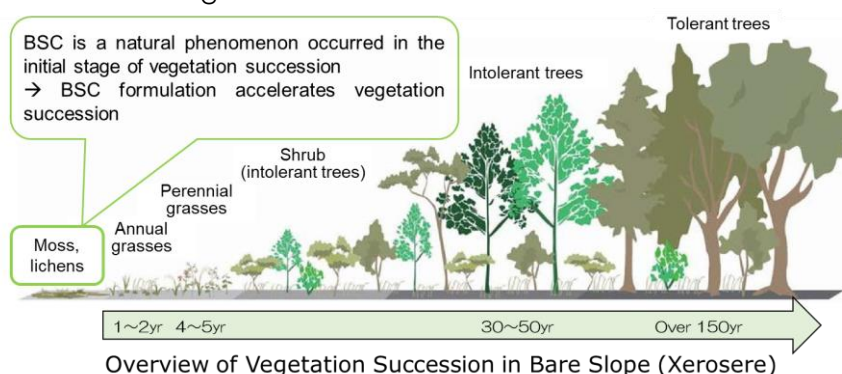 BSC is a natural phenomenon occurred in the
initial stage of vegetation succession
→ BSC formulation accelerates vegetation
succession
Tolerant trees
Intolerant trees
Shrub
(intolerant trees)
Perennial
grasses
Annual
grasses
Moss,
lichens
1～2yr 4～5yr 30～50yr Over 150yr
Overview of Vegetation Succession in Bare Slope (Xerosere)